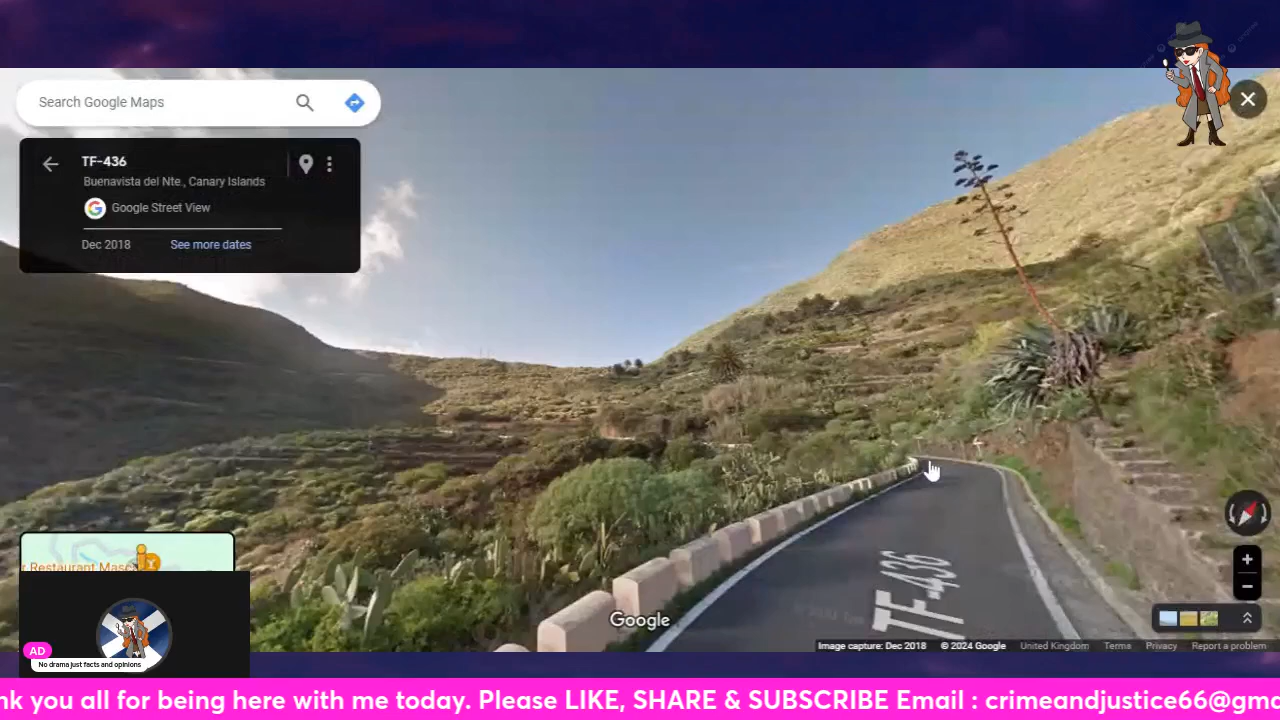 Search Google Maps
TF-436
Buenavista del Nte., Canary Islands
Google Street View
Dec 2018
See more dates
Restaurant Masc
TF-436
Google
Image capture: Dec 2018
© 2024 Google
United Kingdom
Terms
Privacy
Report a problem
AD
No drama just facts and opinions
nk you all for being here with me today. Please LIKE, SHARE & SUBSCRIBE Email : crimeandjustice66@gma